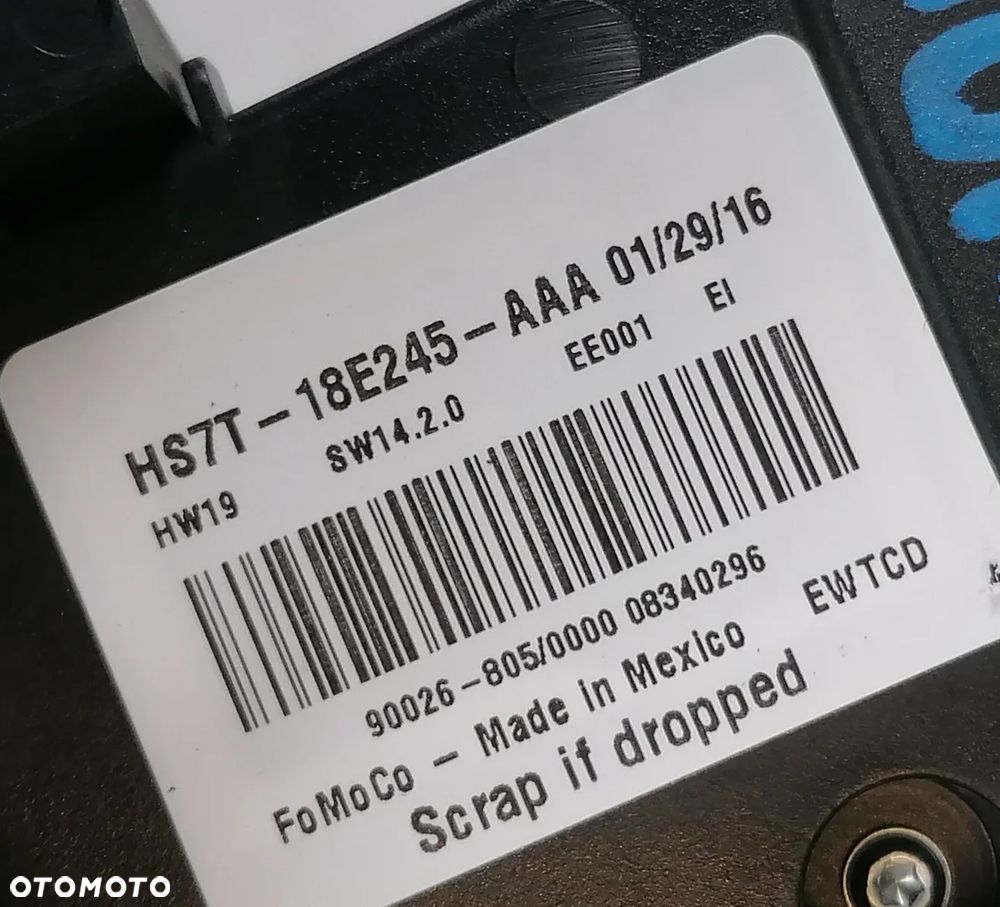 HS7T-18E245-AAA 01/29/16
HW19 SW14.2.0 EE001 EI
90026-805/0000 08340296
FoMoCo - Made in Mexico EWTCD
Scrap if dropped
OTOMOTO